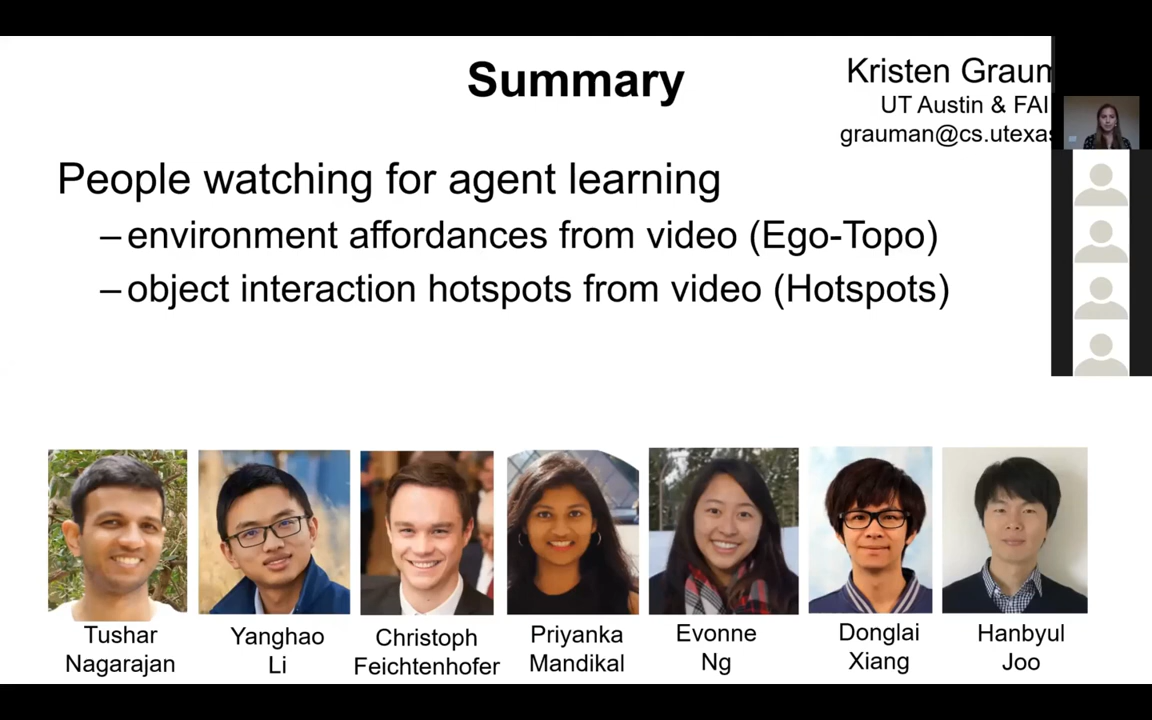 Summary
Kristen Graum
UT Austin & FAI
grauman@cs.utexas
People watching for agent learning
–environment affordances from video (Ego-Topo)
–object interaction hotspots from video (Hotspots)
Tushar
Nagarajan
Yanghao
Li
Christoph
Feichtenhofer
Priyanka
Mandikal
Evonne
Ng
Donglai
Xiang
Hanbyul
Joo